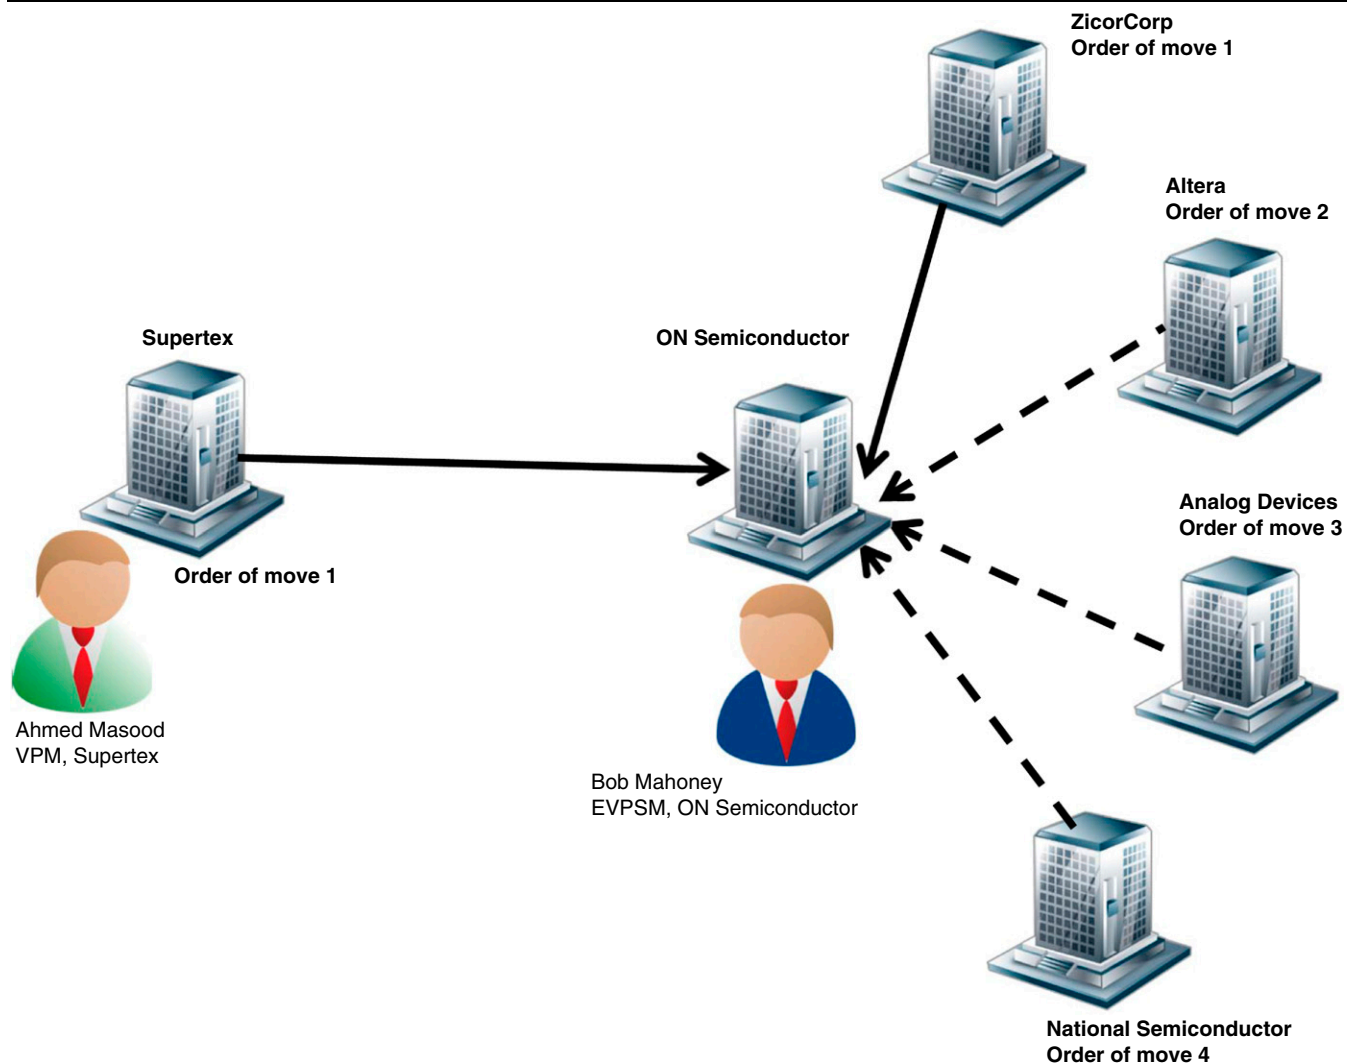 ZicorCorp
Order of move 1
Altera
Order of move 2
Supertex
ON Semiconductor
Analog Devices
Order of move 3
Order of move 1
Ahmed Masood
VPM, Supertex
Bob Mahoney
EVPSM, ON Semiconductor
National Semiconductor
Order of move 4